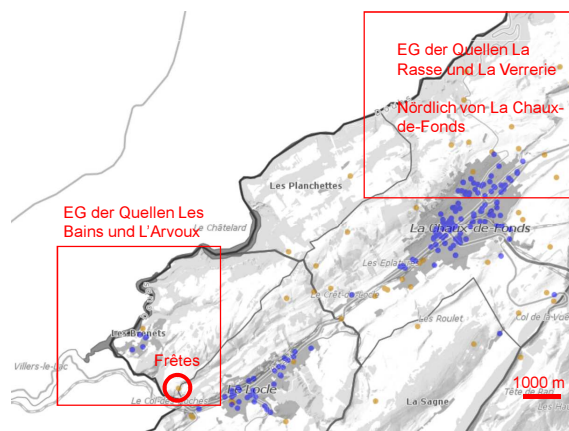 EG der Quellen La
Rasse und La Verrerie
Nördlich von La Chaux-
de-Fonds
Les Planchettes
EG der Quellen Les
Bains und L'Arvoux
Le Châtelard
La Chaux-de-Fonds
Les Eplat
Le Crêt-du-Locle
Les Brenets
Les Roulet
Col de la Vue
Frêtes
Villers-le-Lac
Le Locle
1000 m
Le Col-des-Roches
La Sagne
Tête de Ran
Les Ha